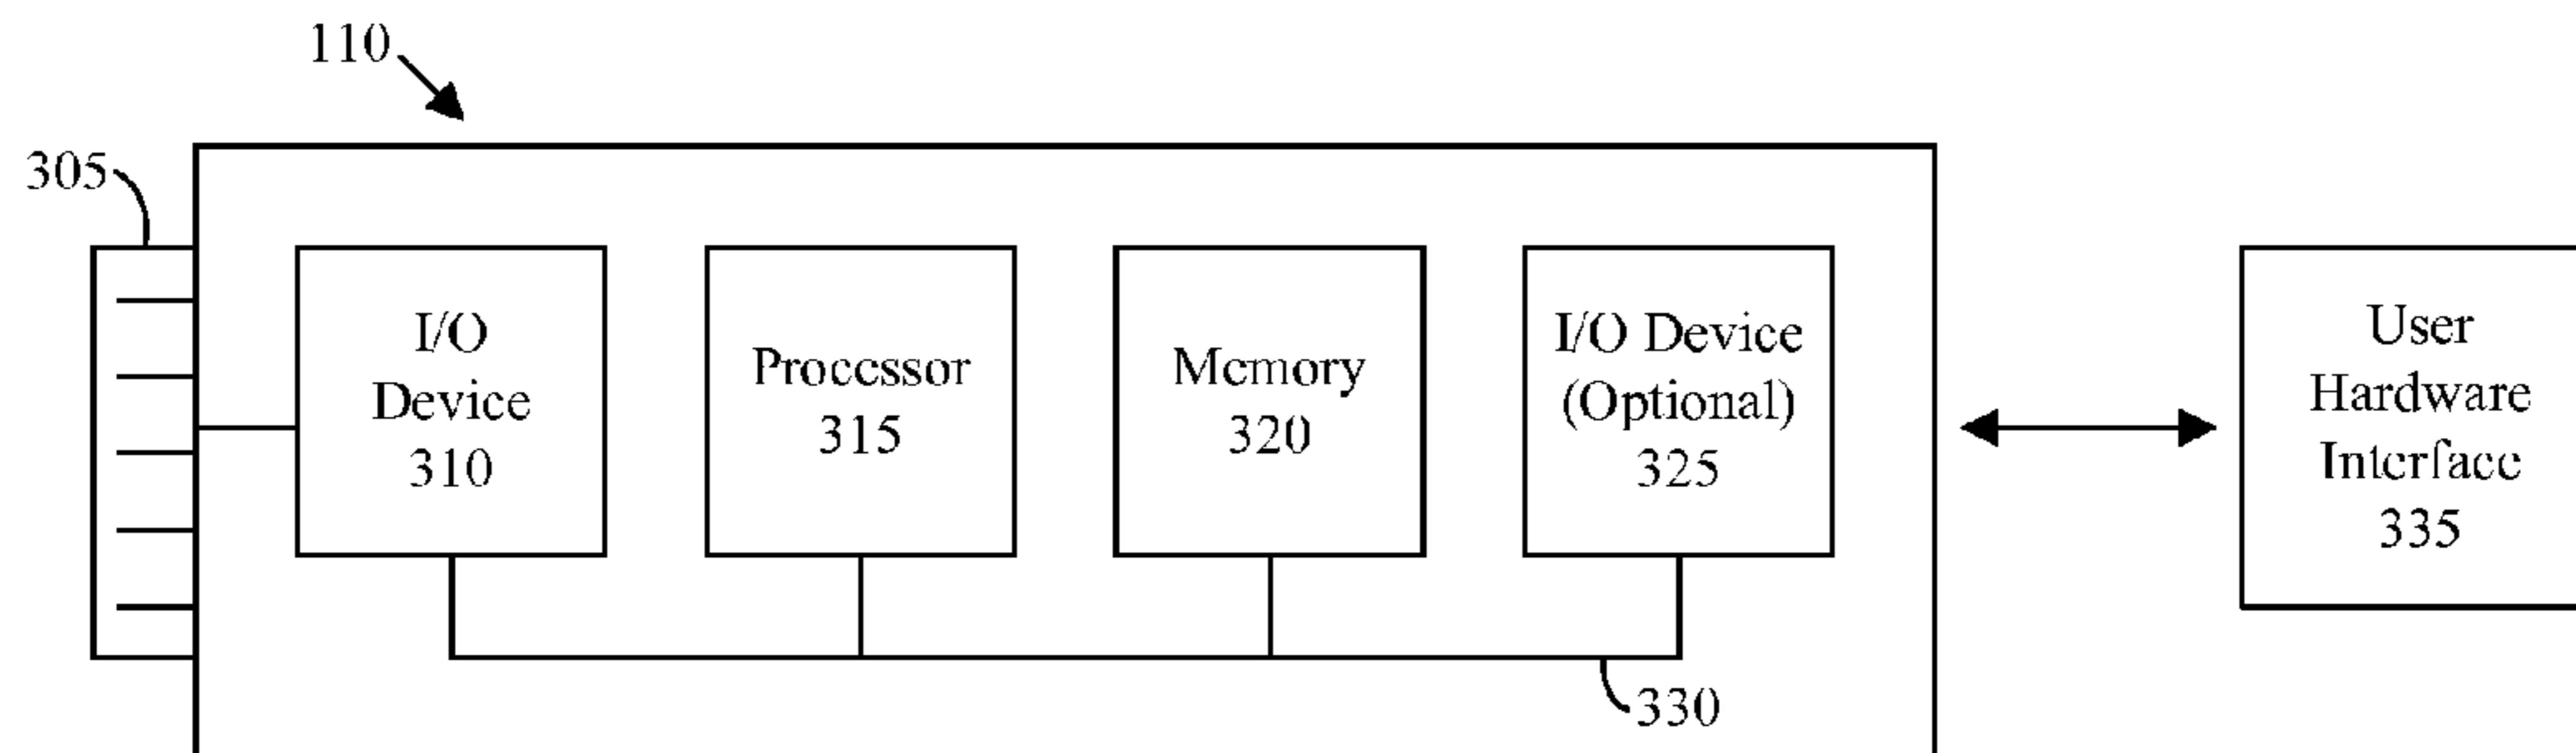 110
305
I/O
Device
310
Processor
315
Memory
320
I/O Device
(Optional)
325
User
Hardware
Interface
335
330